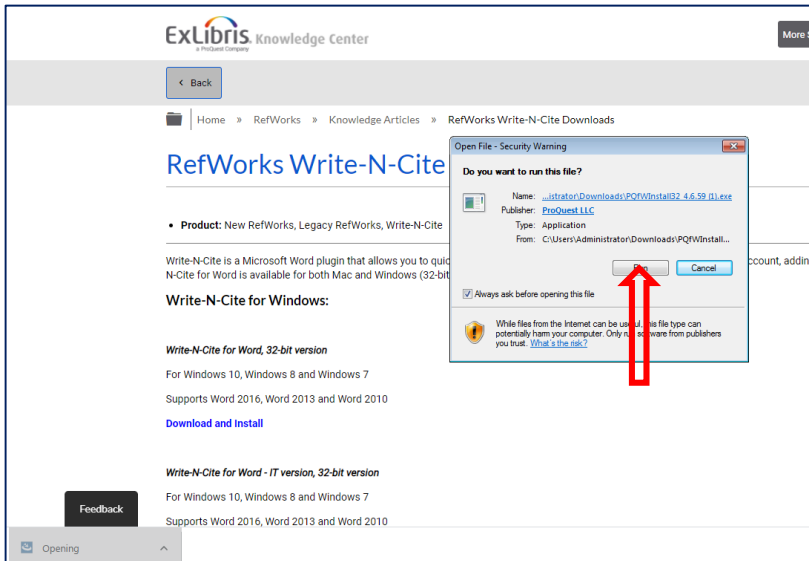 ExLibris. Knowledge Center
a ProQuest Company
More S
< Back
Home » RefWorks » Knowledge Articles » RefWorks Write-N-Cite Downloads
RefWorks Write-N-Cite
• Product: New RefWorks, Legacy RefWorks, Write-N-Cite
Write-N-Cite is a Microsoft Word plugin that allows you to quic
ccount, addin
N-Cite for Word is available for both Mac and Windows (32-bit
Write-N-Cite for Windows:
Write-N-Cite for Word, 32-bit version
For Windows 10, Windows 8 and Windows 7
Supports Word 2016, Word 2013 and Word 2010
Download and Install
Write-N-Cite for Word - IT version, 32-bit version
For Windows 10, Windows 8 and Windows 7
Supports Word 2016, Word 2013 and Word 2010
Feedback
Opening
Open File - Security Warning
Do you want to run this file?
Name: ...istrator\Downloads\PQfWInstall32_4.6.59 (1).exe
Publisher: ProQuest LLC
Type: Application
From: C:\Users\Administrator\Downloads\PQfWInstall...
Cancel
Always ask before opening this file
While files from the Internet can be useful, this file type can
potentially harm your computer. Only run software from publishers
you trust. What's the risk?